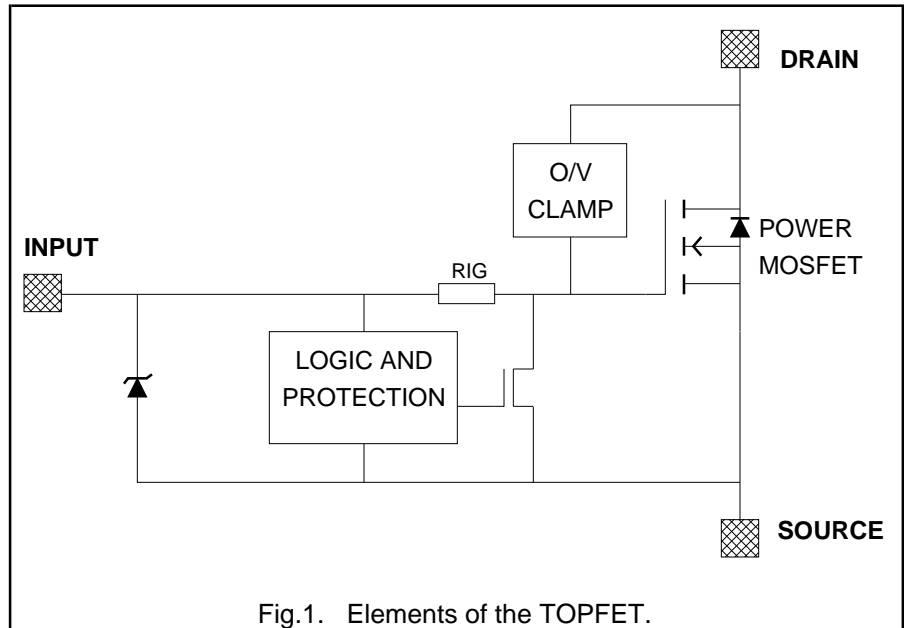 DRAIN
O/V
CLAMP
POWER
MOSFET
INPUT
RIG
LOGIC AND
PROTECTION
SOURCE
Fig.1. Elements of the TOPFET.